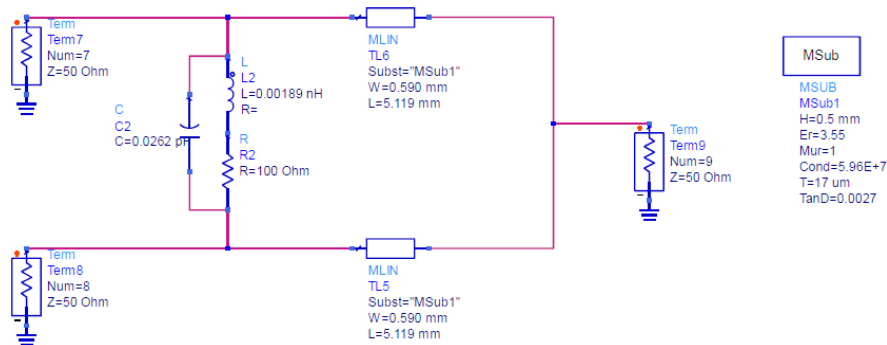 Term
Term7
Num=7
Z=50 Ohm
MLIN
TL6
Subst="MSub1"
W=0.590 mm
L=5.119 mm
L
L2
L=0.00189 nH
R=
C
C2
C=0.0262 pF
R
R2
R=100 Ohm
Term
Term8
Num=8
Z=50 Ohm
MLIN
TL5
Subst="MSub1"
W=0.590 mm
L=5.119 mm
Term
Term9
Num=9
Z=50 Ohm
MSub
MSUB
MSub1
H=0.5 mm
Er=3.55
Mur=1
Cond=5.96E+7
T=17 um
TanD=0.0027